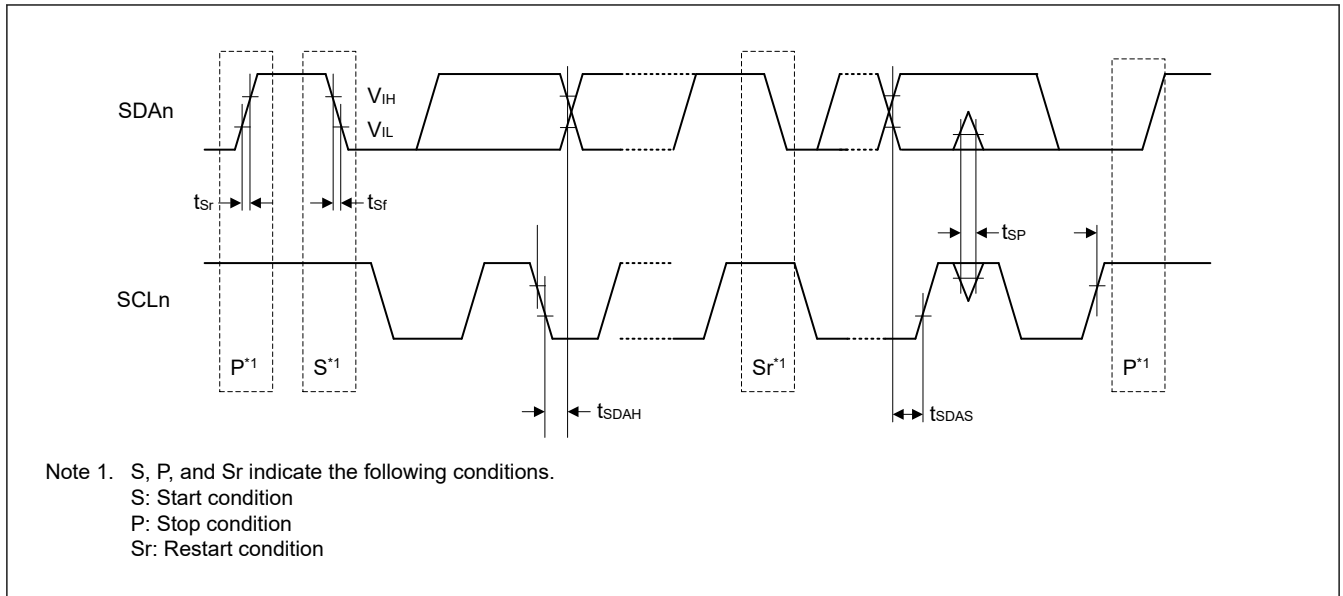 SDAn
VIH
VIL
tSr
tSf
tSP
SCLn
P*1
S*1
Sr*1
P*1
tSDAH
tSDAS
Note 1. S, P, and Sr indicate the following conditions.
S: Start condition
P: Stop condition
Sr: Restart condition